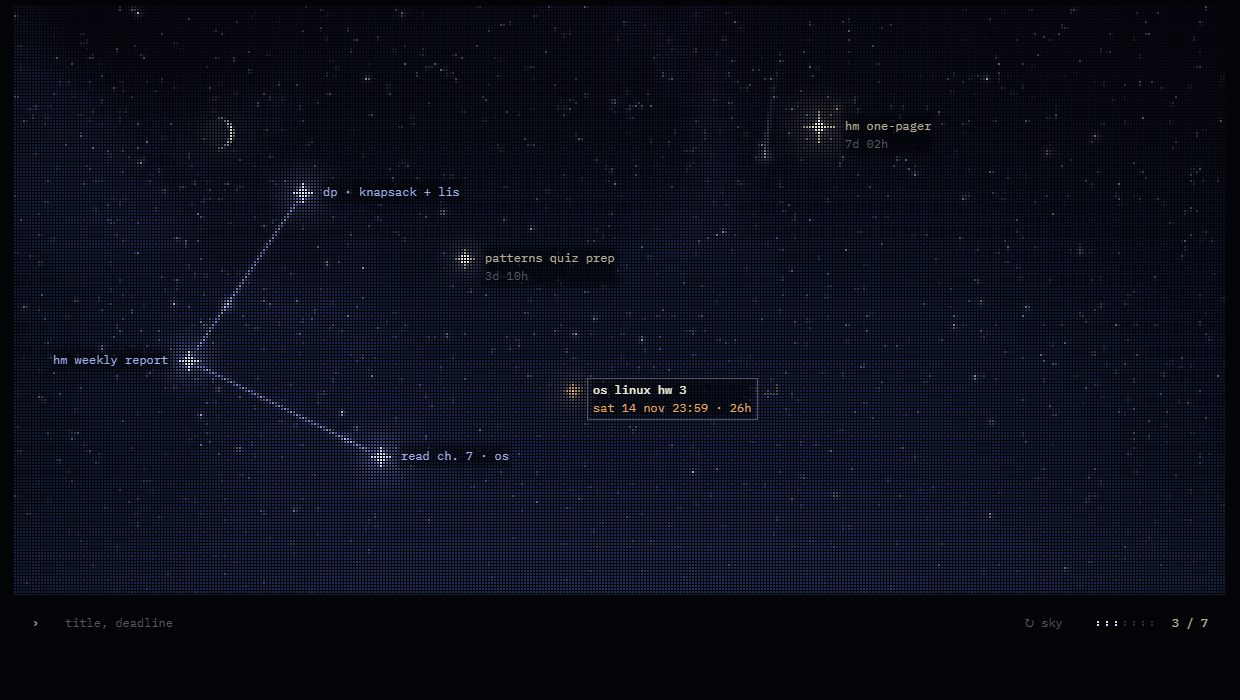 hm one-pager
7d 02h
dp · knapsack + lis
patterns quiz prep
3d 10h
hm weekly report
os linux hw 3
sat 14 nov 23:59 · 26h
read ch. 7 · os
› title, deadline
↻ sky
3 / 7